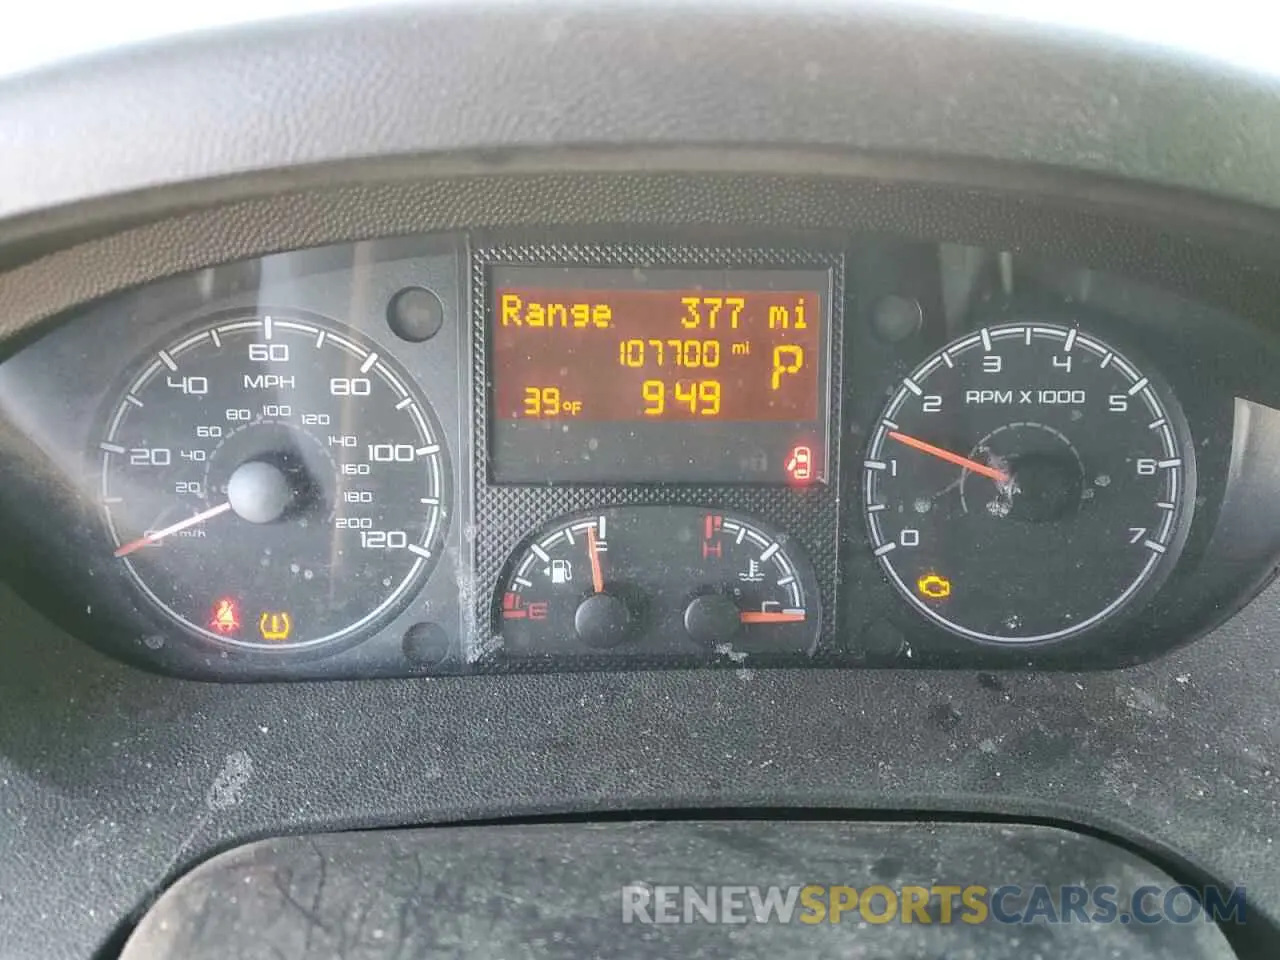 Range 377 mi
107700 mi
P
39°F 9:49
0 20 40 60 80 100 120
MPH
20 40 60 80 100 120 140 160 180 200
km/h
E F
H C
0 1 2 3 4 5 6 7
RPM X 1000
RENEWSPORTSCARS.COM